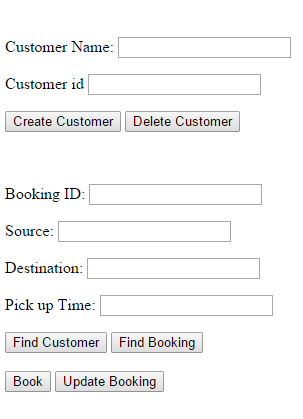 Customer Name:
Customer id
Create Customer Delete Customer
Booking ID:
Source:
Destination:
Pick up Time:
Find Customer Find Booking
Book Update Booking